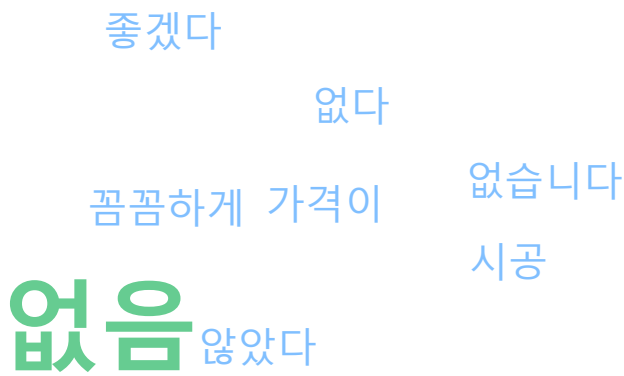 좋겠다
없다
없습니다
꼼꼼하게 가격이
시공
없음
않았다